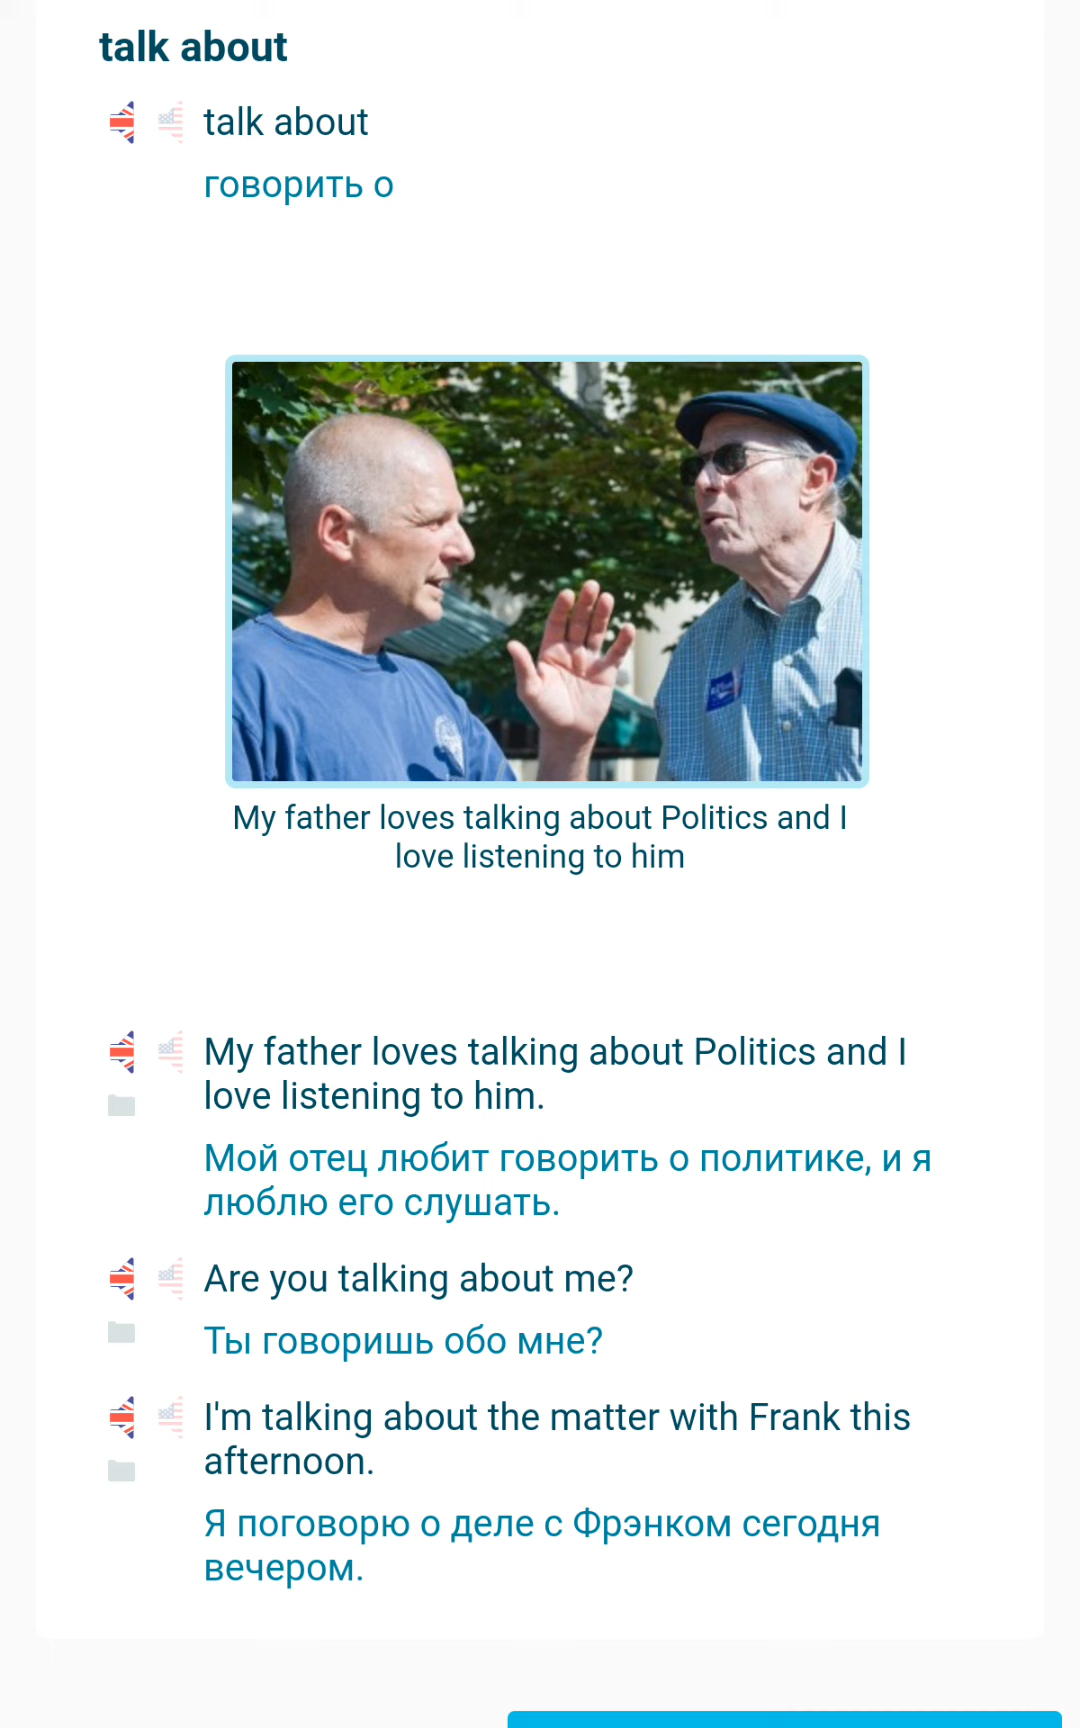 talk about
talk about
говорить о
My father loves talking about Politics and I
love listening to him
My father loves talking about Politics and I
love listening to him.
Мой отец любит говорить о политике, и я
люблю его слушать.
Are you talking about me?
Ты говоришь обо мне?
I'm talking about the matter with Frank this
afternoon.
Я поговорю о деле с Фрэнком сегодня
вечером.